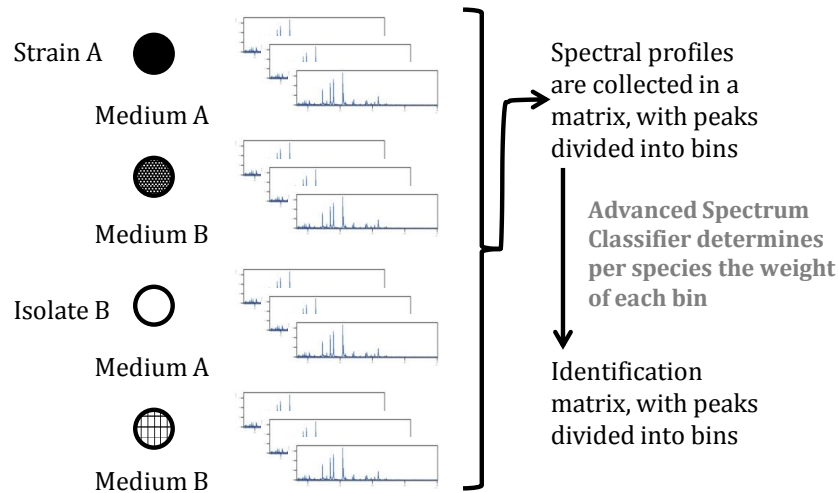 Strain A
Medium A
Medium B
Isolate B
Medium A
Medium B
Spectral profiles
are collected in a
matrix, with peaks
divided into bins
Advanced Spectrum
Classifier determines
per species the weight
of each bin
Identification
matrix, with peaks
divided into bins